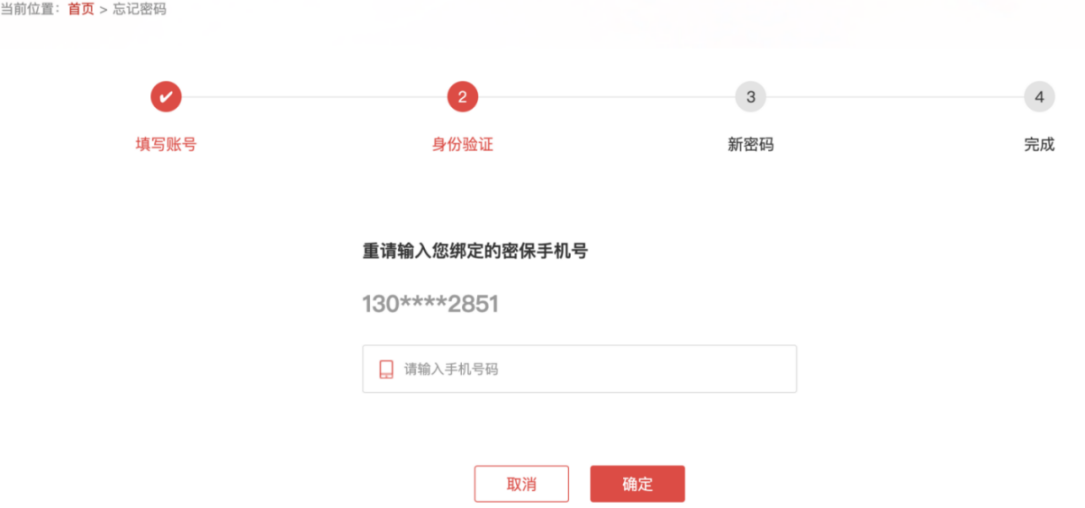 当前位置：首页 > 忘记密码
✔ 2 3 4
填写账号 身份验证 新密码 完成
重请输入您绑定的密保手机号
130****2851
请输入手机号码
取消 确定